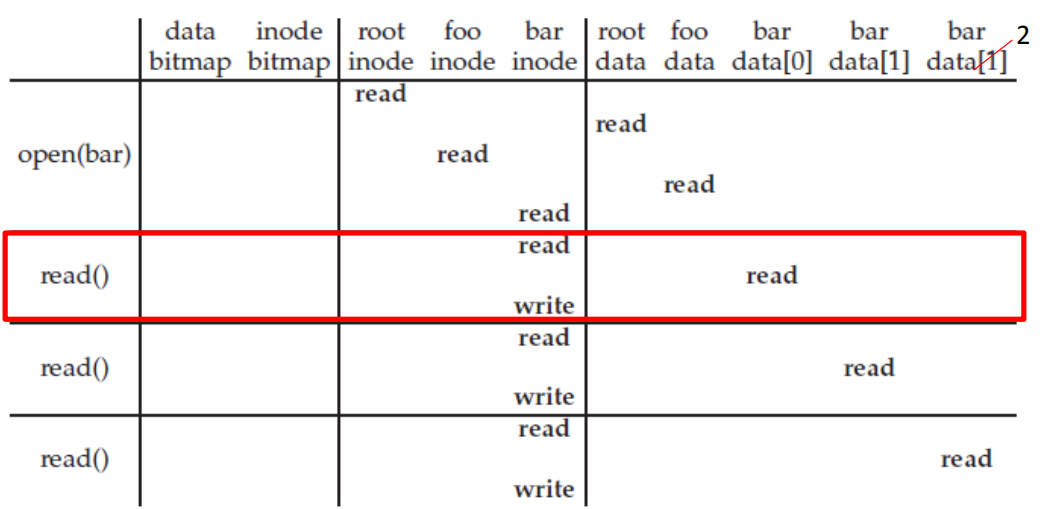 data inode root foo bar root foo bar bar bar 2
bitmap bitmap inode inode inode data data data[0] data[1] data[1]
read
read
open(bar) read
read
read
read
read() read
write
read
read() read
write
read
read() read
write